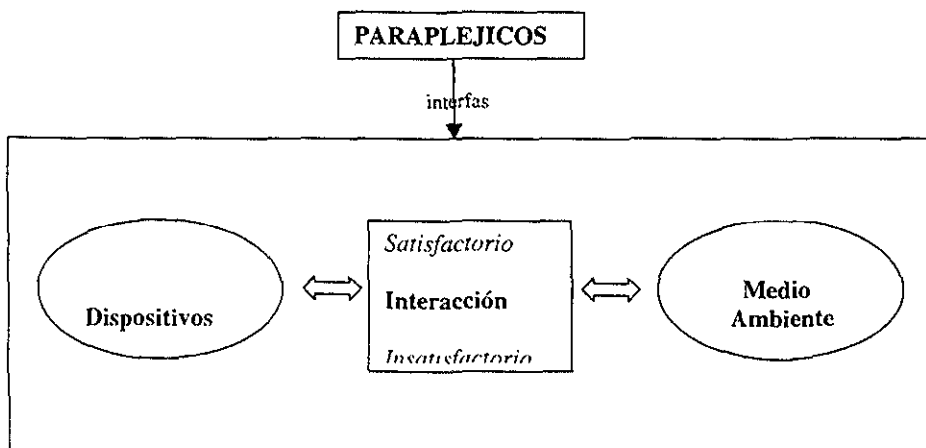 PARAPLEJICOS
interfas
Satisfactorio
Dispositivos
Interacción
Medio
Ambiente
Insatisfactorio